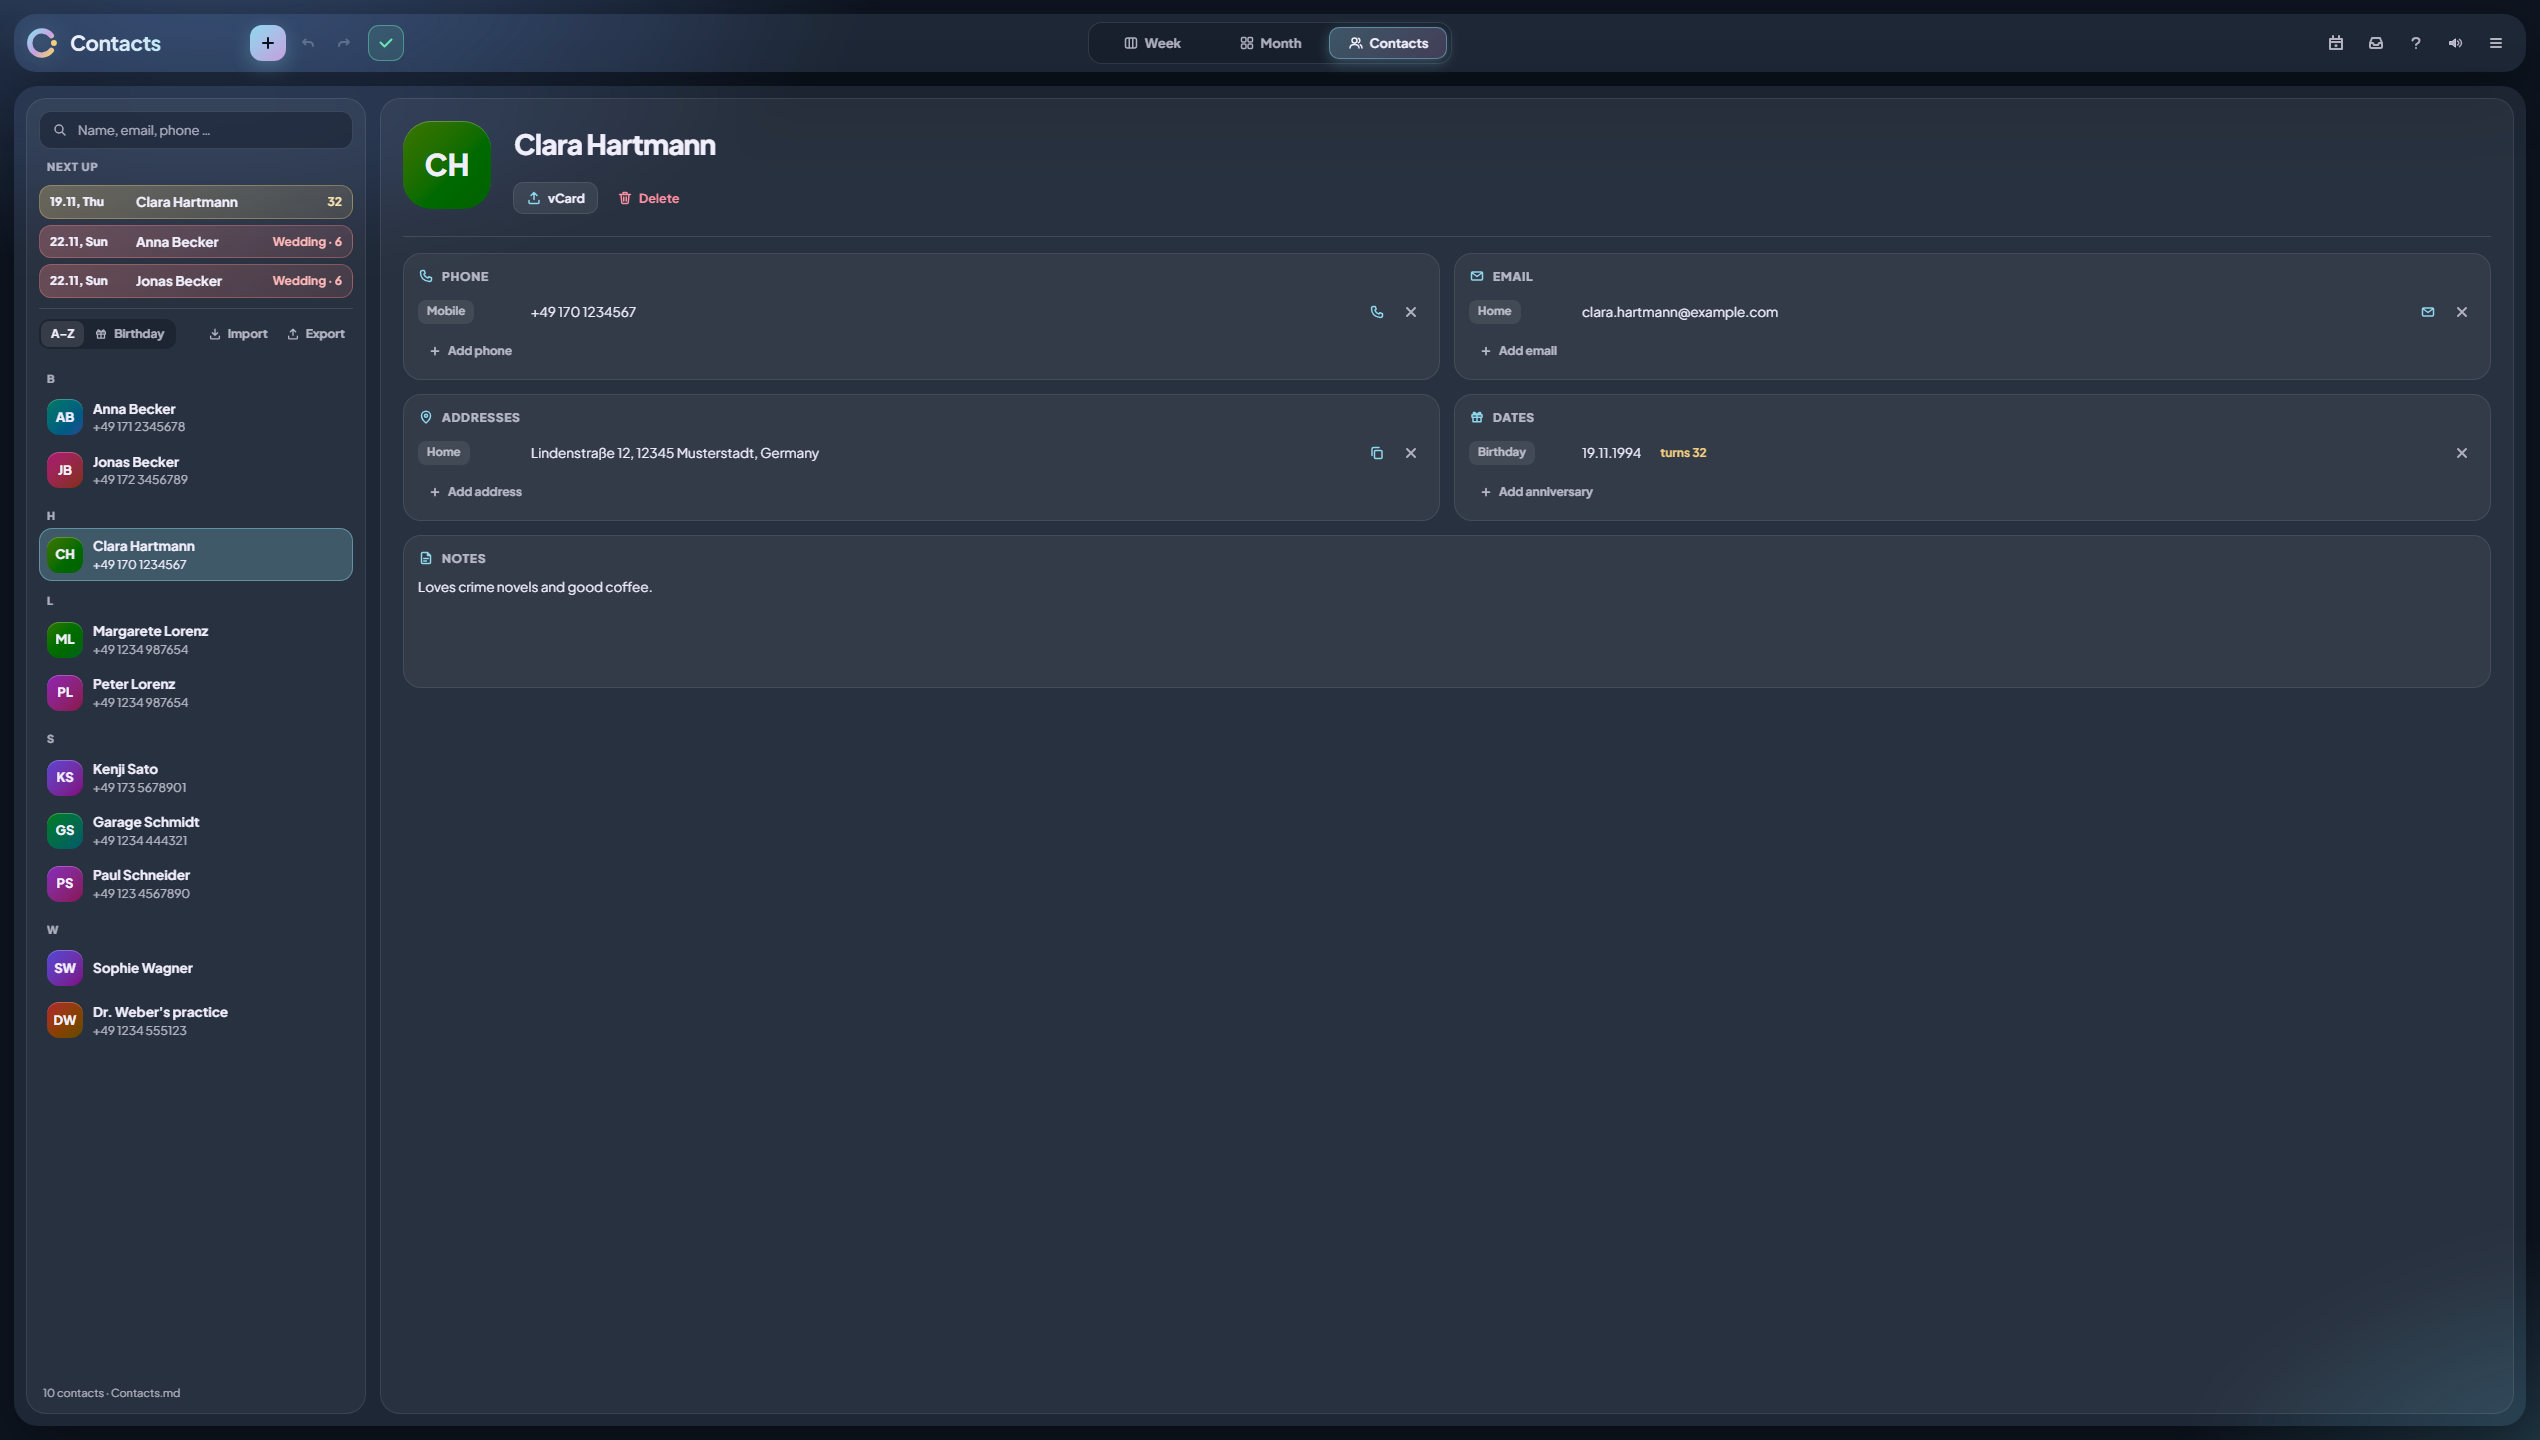 Contacts
Week
Month
Contacts
?
Name, email, phone ...
NEXT UP
19.11, Thu Clara Hartmann 32
22.11, Sun Anna Becker Wedding · 6
22.11, Sun Jonas Becker Wedding · 6
A–Z Birthday Import Export
B
AB Anna Becker
+49 171 2345678
JB Jonas Becker
+49 172 3456789
H
CH Clara Hartmann
+49 170 1234567
L
ML Margarete Lorenz
+49 1234 987654
PL Peter Lorenz
+49 1234 987654
S
KS Kenji Sato
+49 173 5678901
GS Garage Schmidt
+49 1234 444321
PS Paul Schneider
+49 123 4567890
W
SW Sophie Wagner
DW Dr. Weber's practice
+49 1234 555123
10 contacts · Contacts.md
CH
Clara Hartmann
vCard Delete
PHONE
Mobile +49 170 1234567
+ Add phone
EMAIL
Home clara.hartmann@example.com
+ Add email
ADDRESSES
Home Lindenstraße 12, 12345 Musterstadt, Germany
+ Add address
DATES
Birthday 19.11.1994 turns 32
+ Add anniversary
NOTES
Loves crime novels and good coffee.